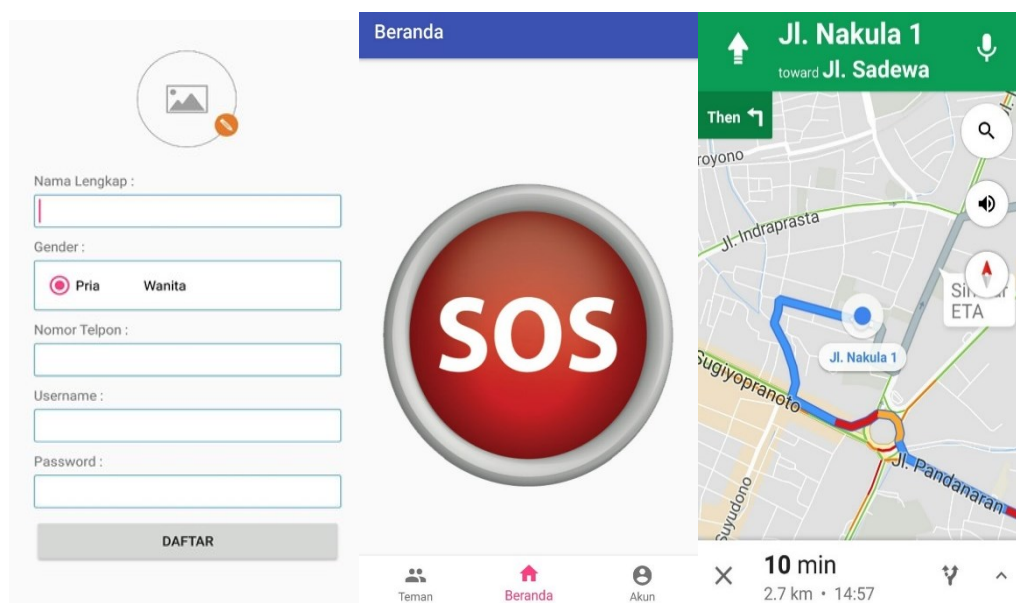 Nama Lengkap :
Gender :
Pria Wanita
Nomor Telpon :
Username :
Password :
DAFTAR
Beranda
SOS
Teman Beranda Akun
Jl. Nakula 1
toward Jl. Sadewa
Then
Jl. Indraprasta
ETA
Jl. Nakula 1
Sugiyopranoto
Jl. Pandanaran
Suyudono
10 min
2.7 km • 14:57